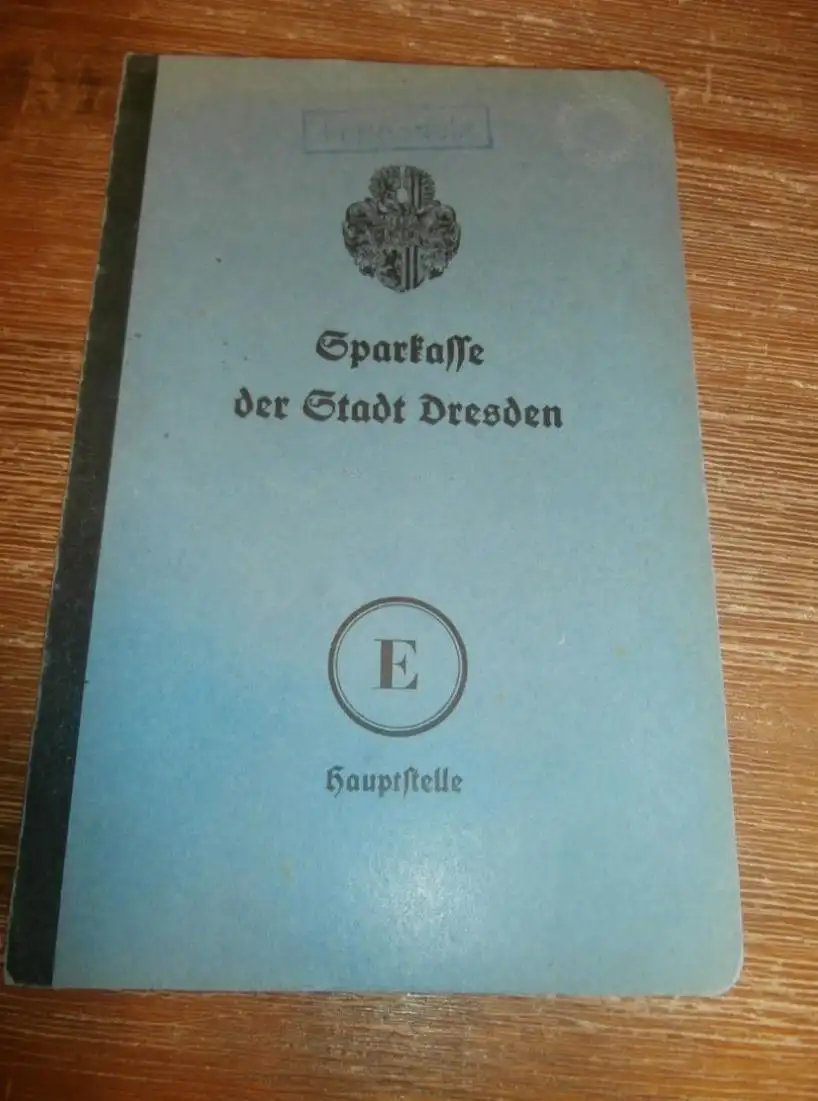 Sparkasse
der Stadt Dresden
E
Hauptstelle